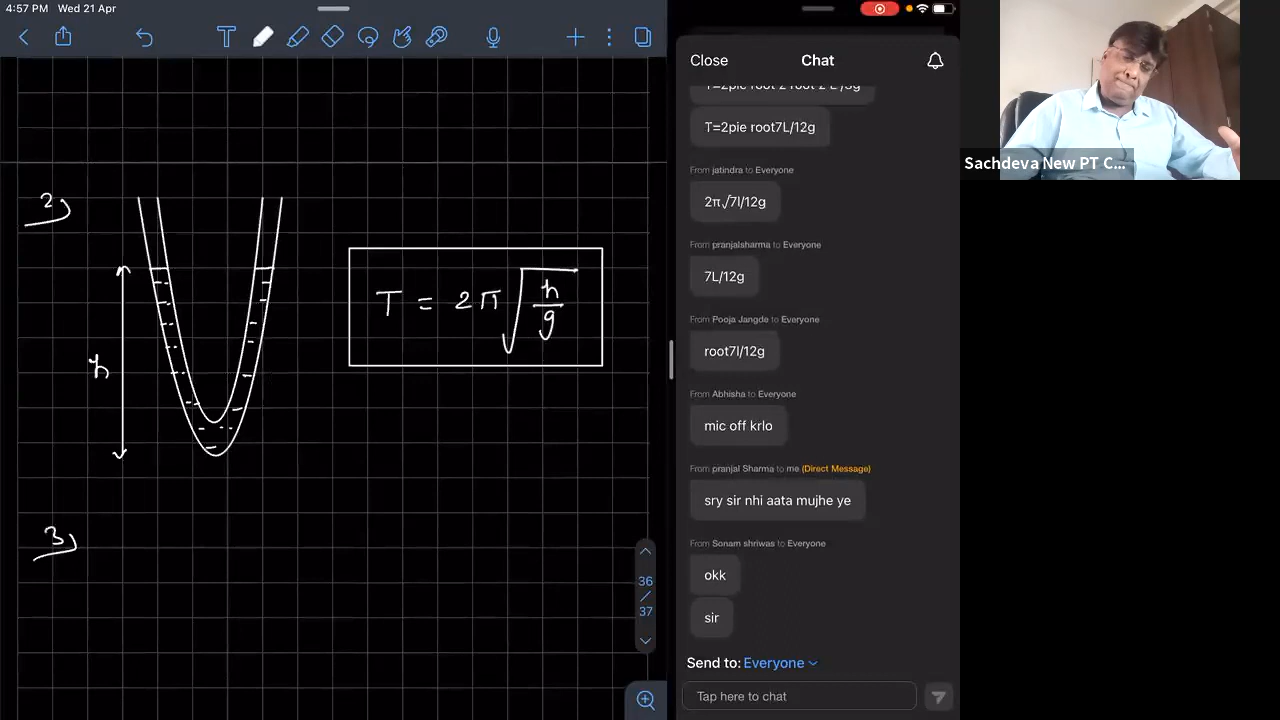 4:57 PM Wed 21 Apr
2)
h
T = 2π√h/g
3)
36
/
37
Close
Chat
T=2pie root7L/12g
From jatindra to Everyone
2π√7l/12g
From pranjalsharma to Everyone
7L/12g
From Pooja Jangde to Everyone
root7l/12g
From Abhisha to Everyone
mic off krlo
From pranjal Sharma to me (Direct Message)
sry sir nhi aata mujhe ye
From Sonam shriwas to Everyone
okk
sir
Send to: Everyone
Tap here to chat
Sachdeva New PT C...